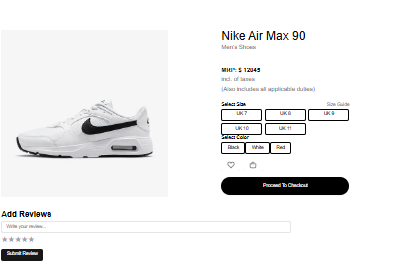 Nike Air Max 90
Men's Shoes
MRP: $ 12845
incl. of taxes
(Also includes all applicable duties)
Select Size Size Guide
UK 7 UK 8 UK 9
UK 10 UK 11
Select Color
Black White Red
Proceed To Checkout
Add Reviews
Write your review...
Submit Review